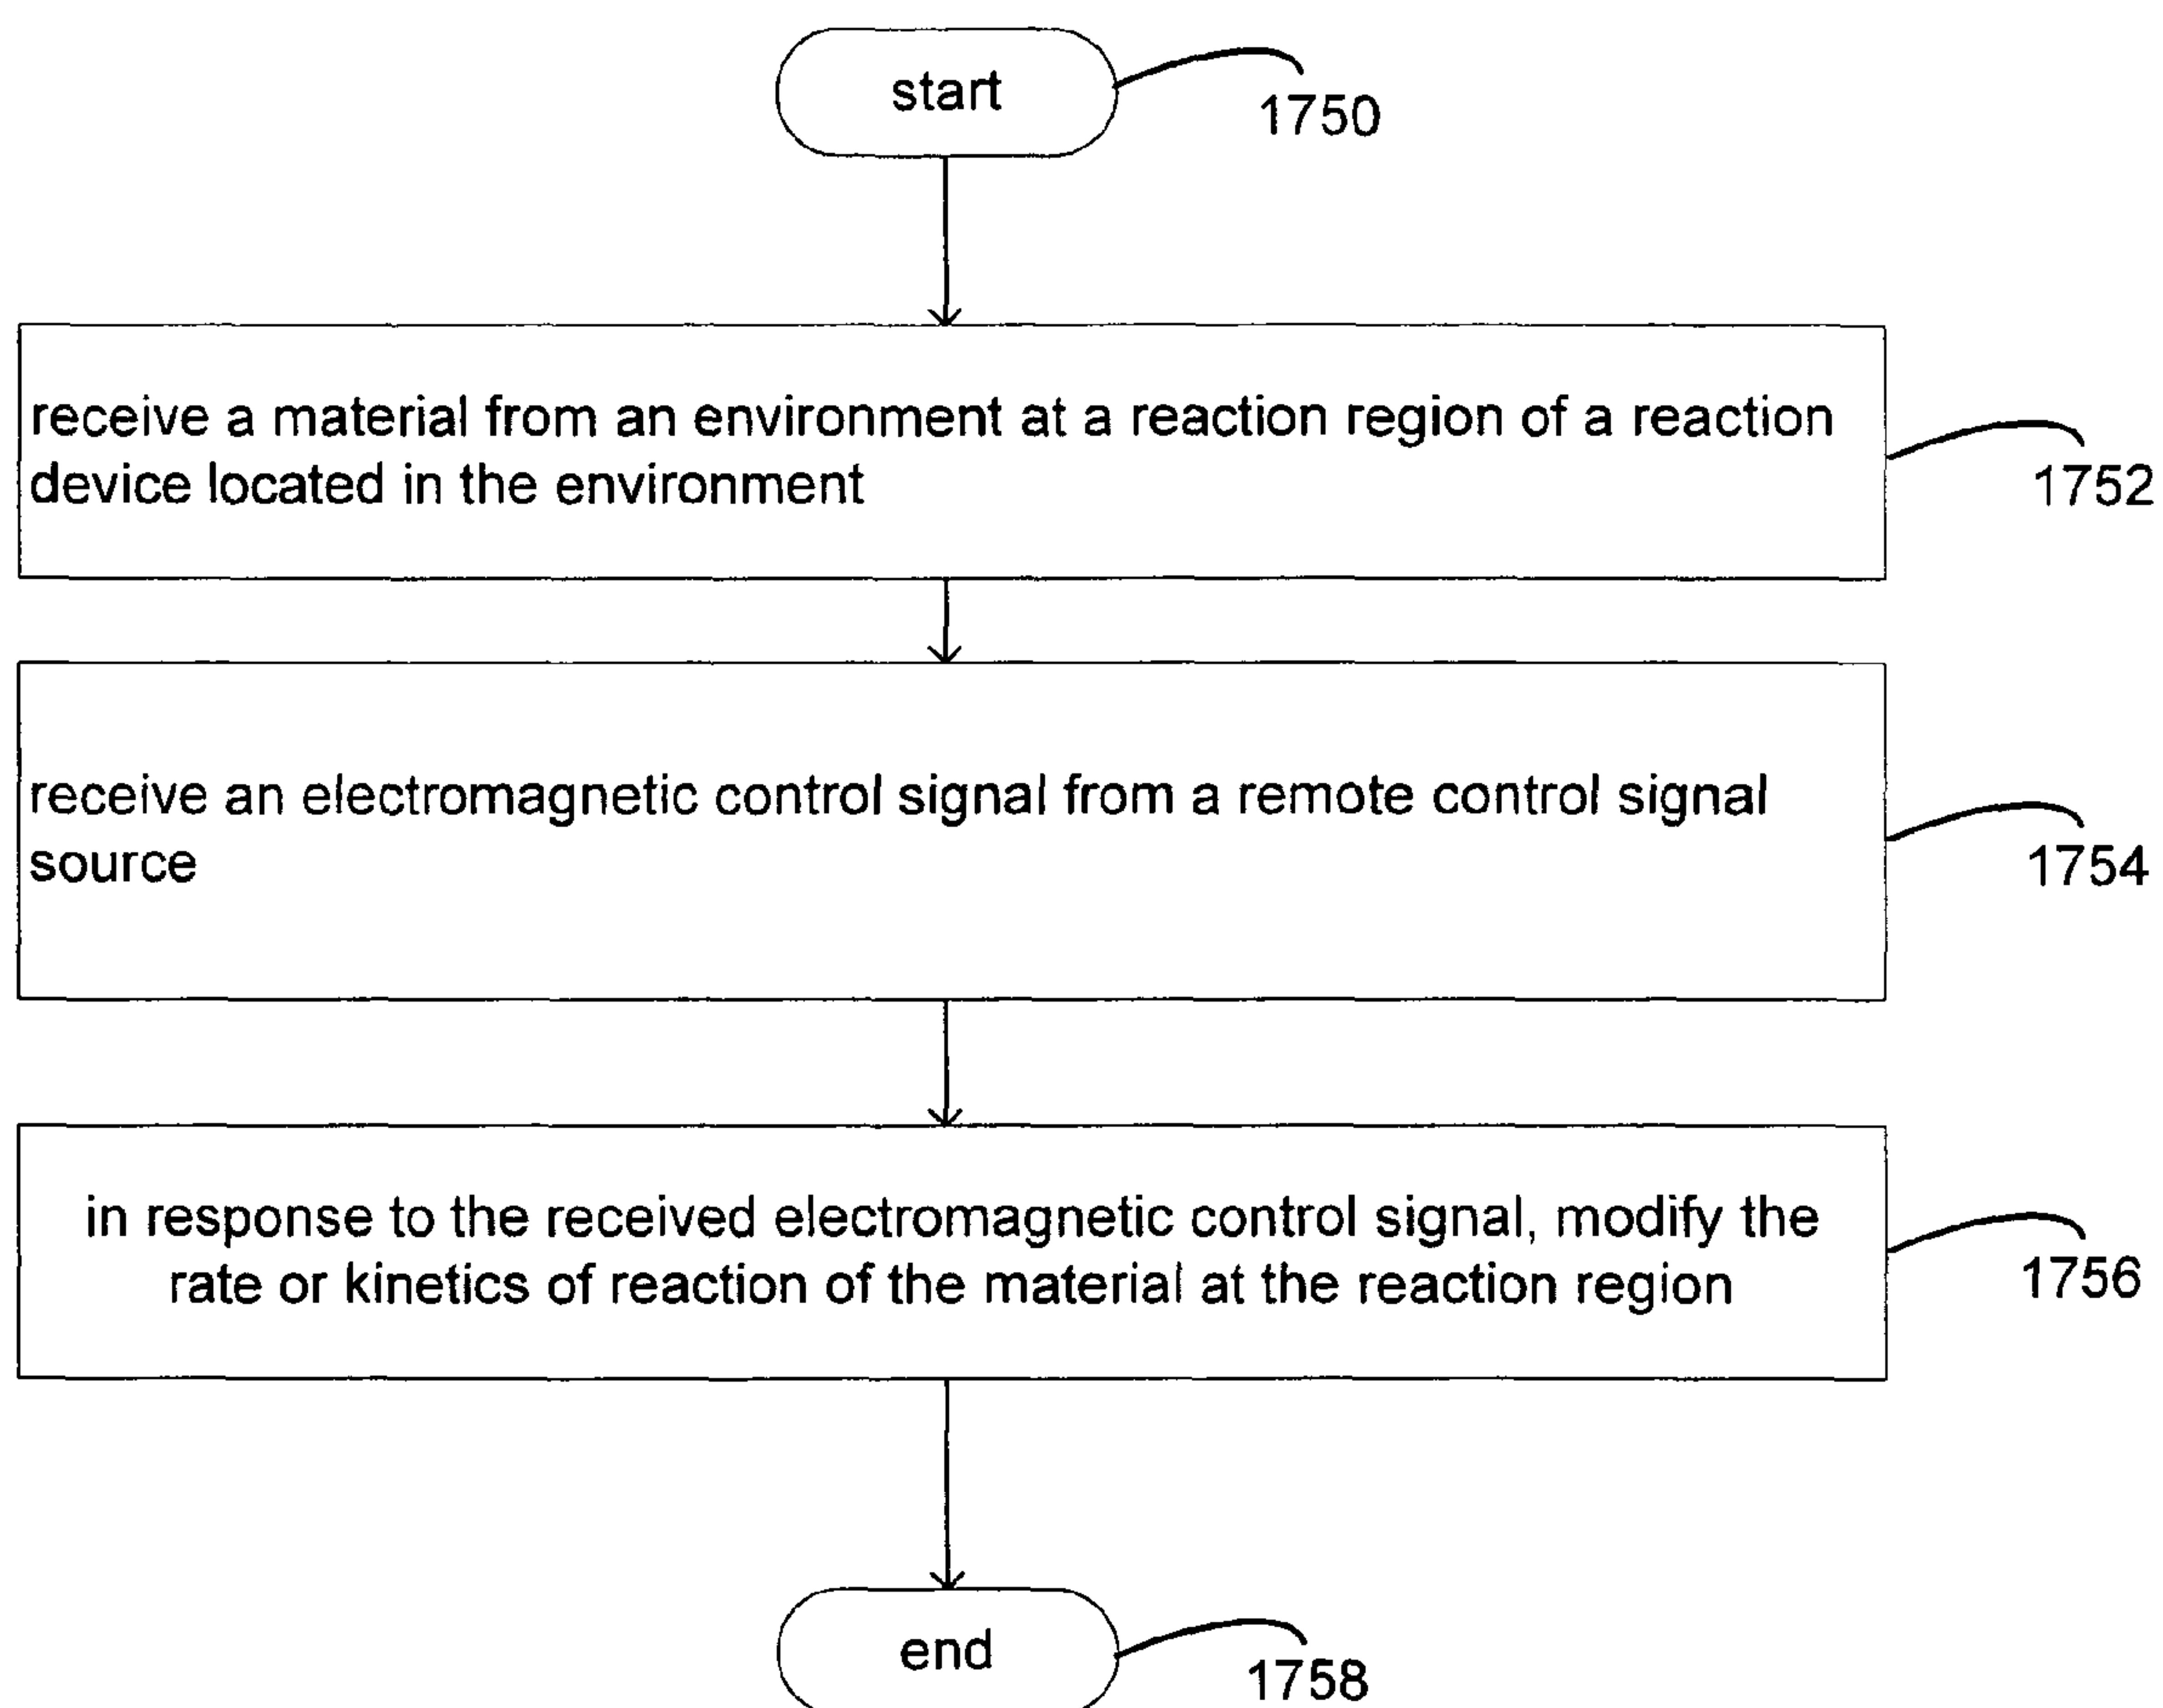 start
1750
receive a material from an environment at a reaction region of a reaction
device located in the environment
1752
receive an electromagnetic control signal from a remote control signal
source
1754
in response to the received electromagnetic control signal, modify the
rate or kinetics of reaction of the material at the reaction region
1756
end
1758